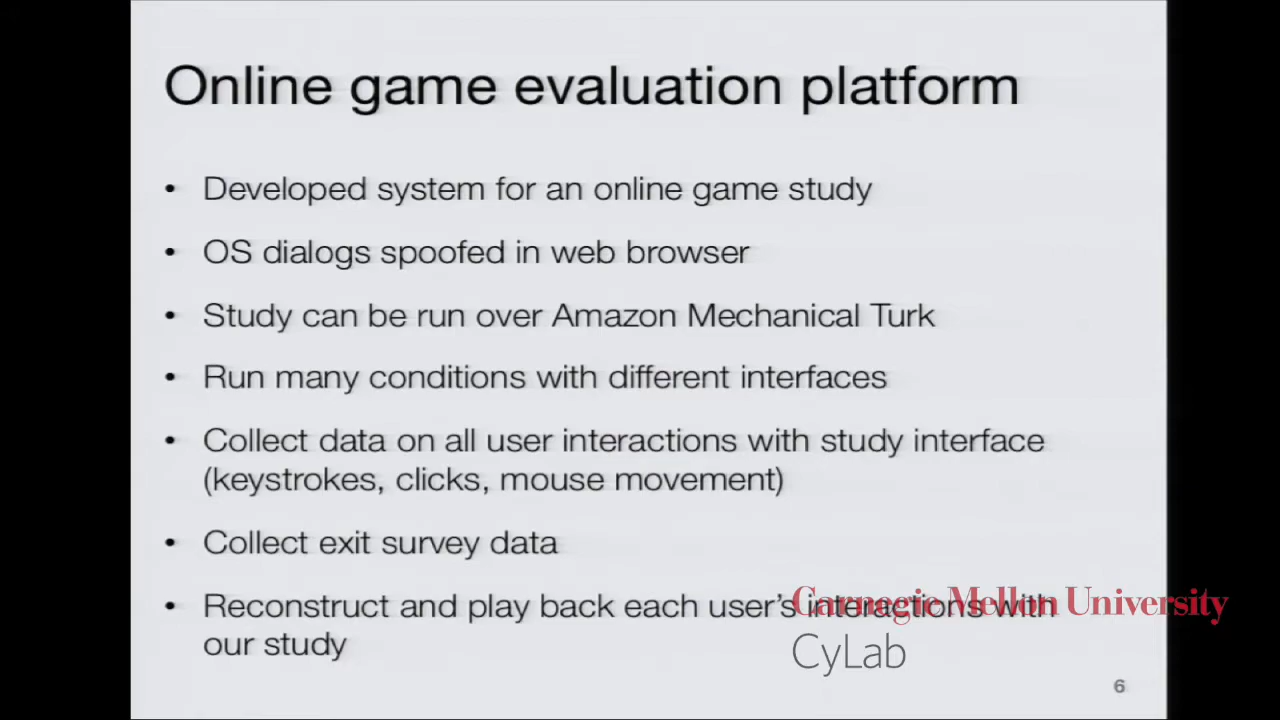 Online game evaluation platform
• Developed system for an online game study
• OS dialogs spoofed in web browser
• Study can be run over Amazon Mechanical Turk
• Run many conditions with different interfaces
• Collect data on all user interactions with study interface
(keystrokes, clicks, mouse movement)
• Collect exit survey data
• Reconstruct and play back each user's interactions with
our study
Carnegie Mellon University
CyLab
6